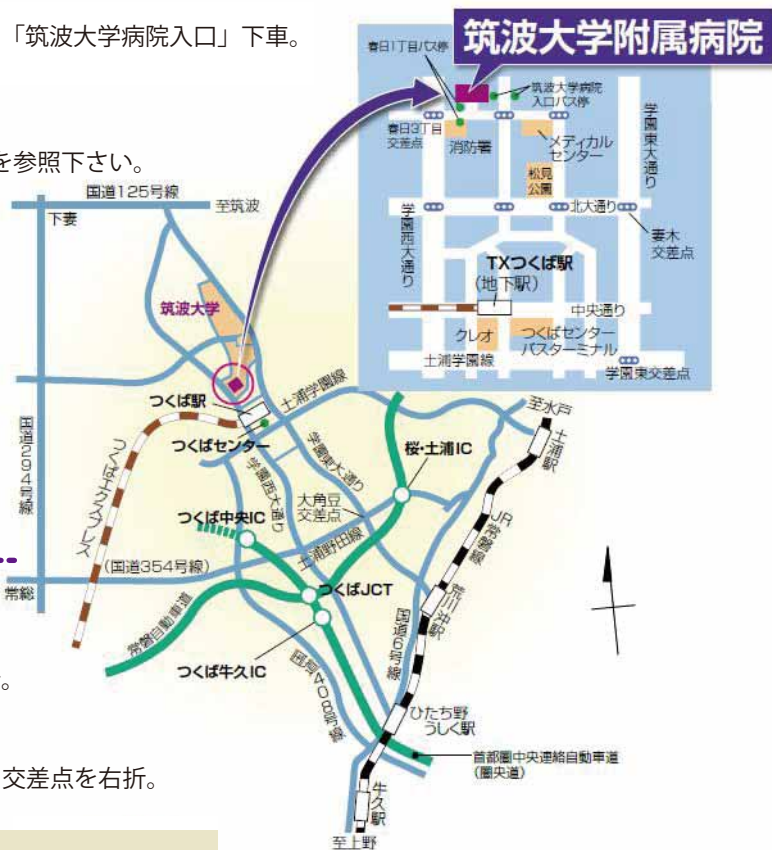 「筑波大学病院入口」下車。
を参照下さい。
。
交差点を右折。
筑波大学附属病院
春日1丁目バス停
筑波大学病院
入口バス停
春日3丁目
交差点
消防署
メディカル
センター
松見
公園
学園東大通り
学園西大通り
北大通り
妻木
交差点
TXつくば駅
(地下駅)
中央通り
クレオ
つくばセンター
バスターミナル
土浦学園線
学園東交差点
国道125号線
至筑波
下妻
筑波大学
つくば駅
土浦学園線
つくばセンター
国道294号線
つくばエクスプレス
学園西大通り
学園東大通り
至水戸
土浦駅
桜・土浦IC
大角豆
交差点
つくば中央IC
土浦野田線
(国道354号線)
JR常磐線
常総
つくばJCT
荒川沖駅
常磐自動車道
つくば牛久IC
国道408号線
国道6号線
ひたち野
うしく駅
首都圏中央連絡自動車道
(圏央道)
牛久駅
至上野